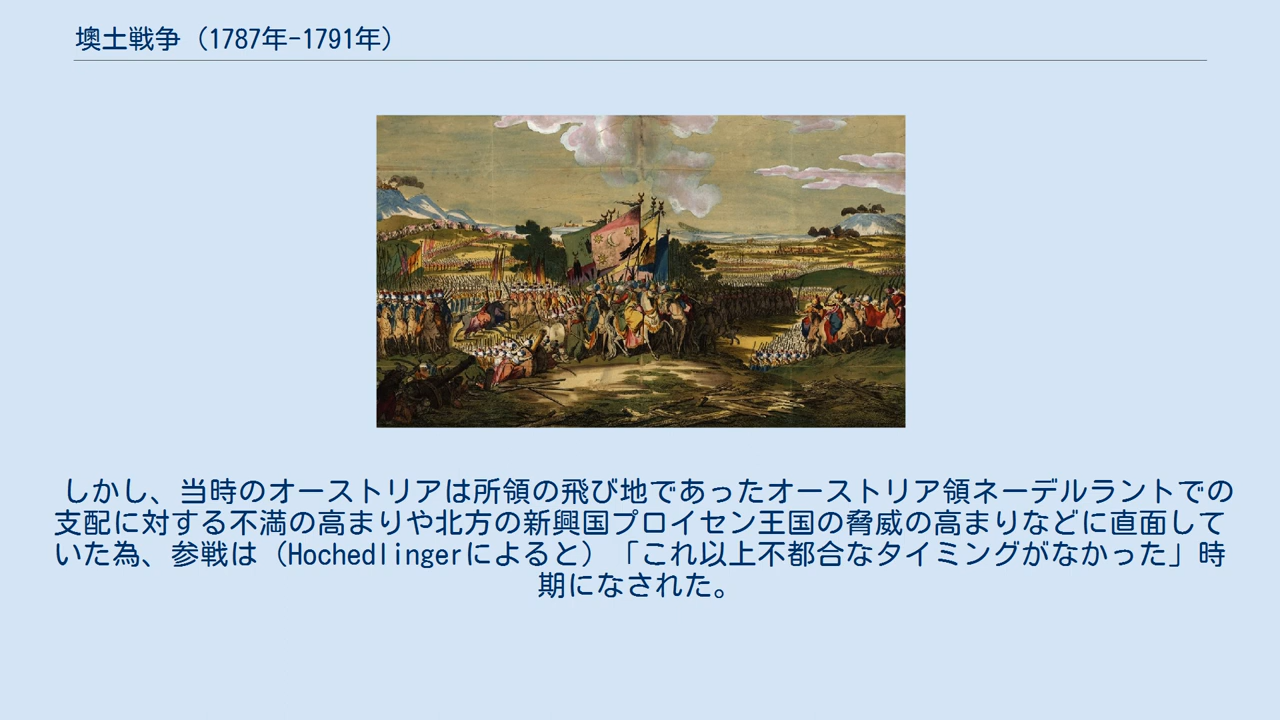 墺土戦争（1787年-1791年）
しかし、当時のオーストリアは所領の飛び地であったオーストリア領ネーデルラントでの
支配に対する不満の高まりや北方の新興国プロイセン王国の脅威の高まりなどに直面して
いた為、参戦は（Hochedlingerによると）「これ以上不都合なタイミングがなかった」時
期になされた。